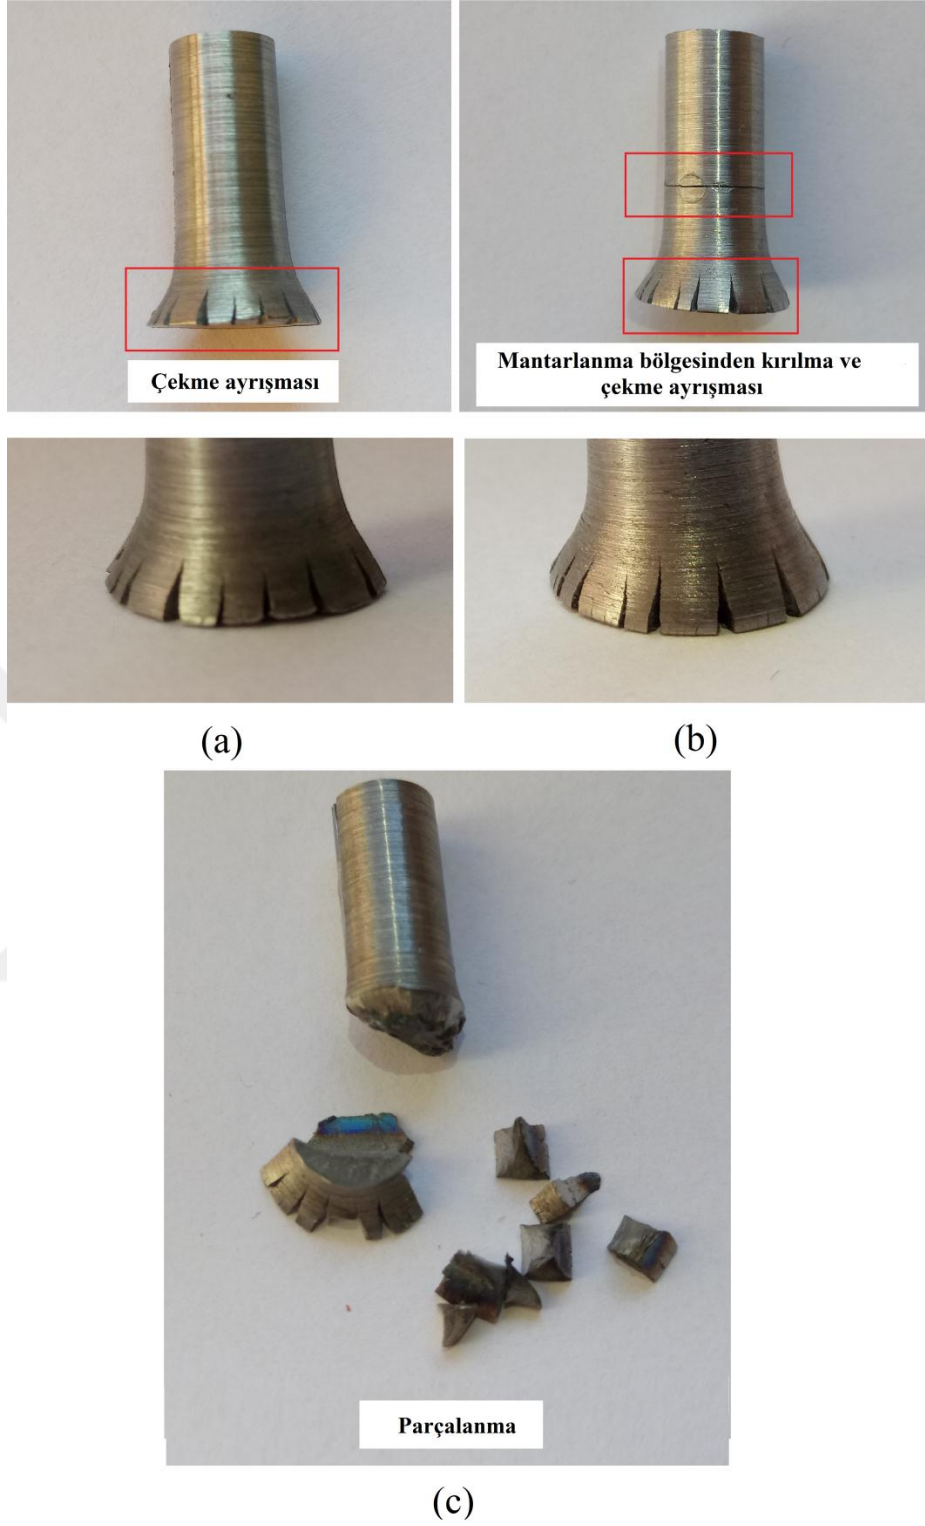 Çekme ayrışması
Mantarlanma bölgesinden kırılma ve
çekme ayrışması
(a)
(b)
Parçalanma
(c)